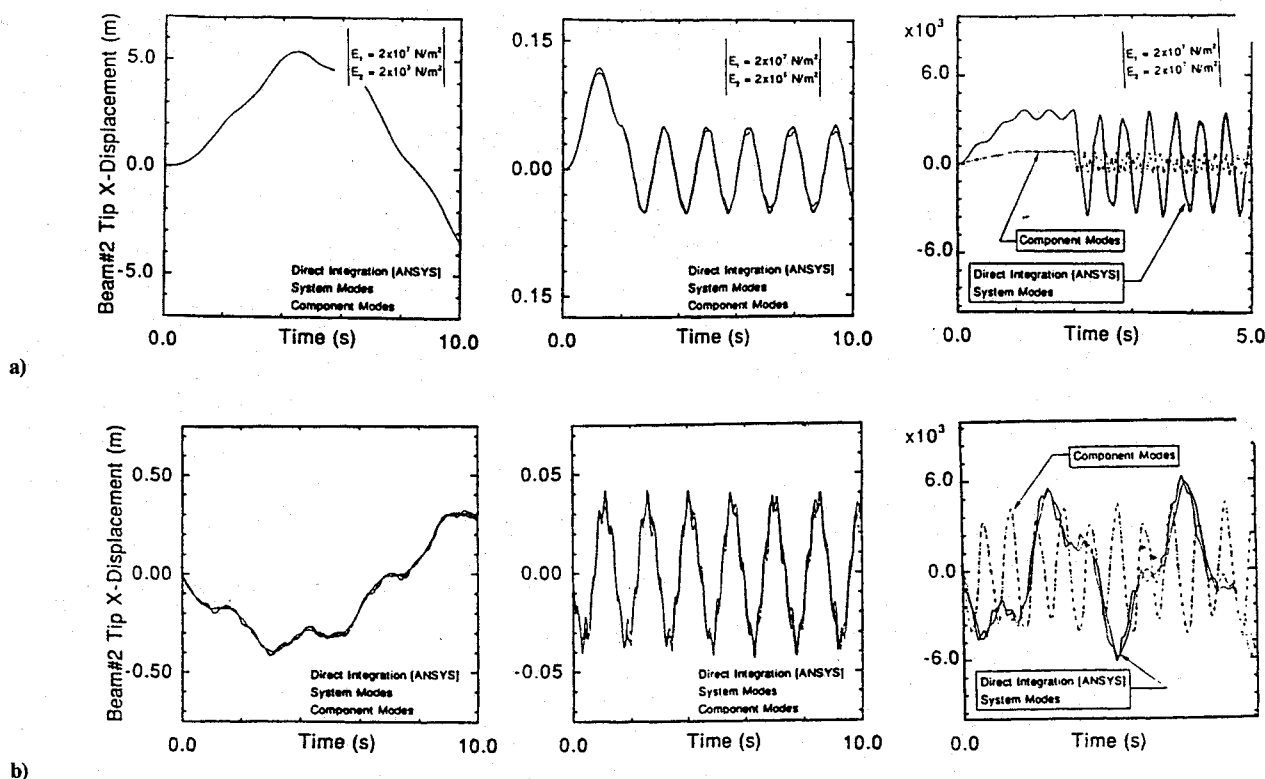 Beam#2 Tip X-Displacement (m)
5.0
0.0
-5.0
E₁ = 2x10⁷ N/m²
Direct Integration [ANSYS]
System Modes
Component Modes
0.0
Time (s)
10.0
0.15
0.00
0.15
E₁ = 2x10⁷ N/m²
Direct Integration [ANSYS]
System Modes
Component Modes
0.0
Time (s)
10.0
x10³
6.0
0.0
-6.0
E₁ = 2x10⁷ N/m²
E₂ = 2x10⁷ N/m²
Component Modes
Direct Integration [ANSYS]
System Modes
0.0
Time (s)
5.0
a)
Beam#2 Tip X-Displacement (m)
0.50
0.00
-0.50
Direct Integration [ANSYS]
System Modes
Component Modes
0.0
Time (s)
10.0
0.05
0.00
-0.05
Direct Integration [ANSYS]
System Modes
Component Modes
0.0
Time (s)
10.0
x10³
6.0
0.0
-6.0
Component Modes
Direct Integration [ANSYS]
System Modes
0.0
Time (s)
5.0
b)